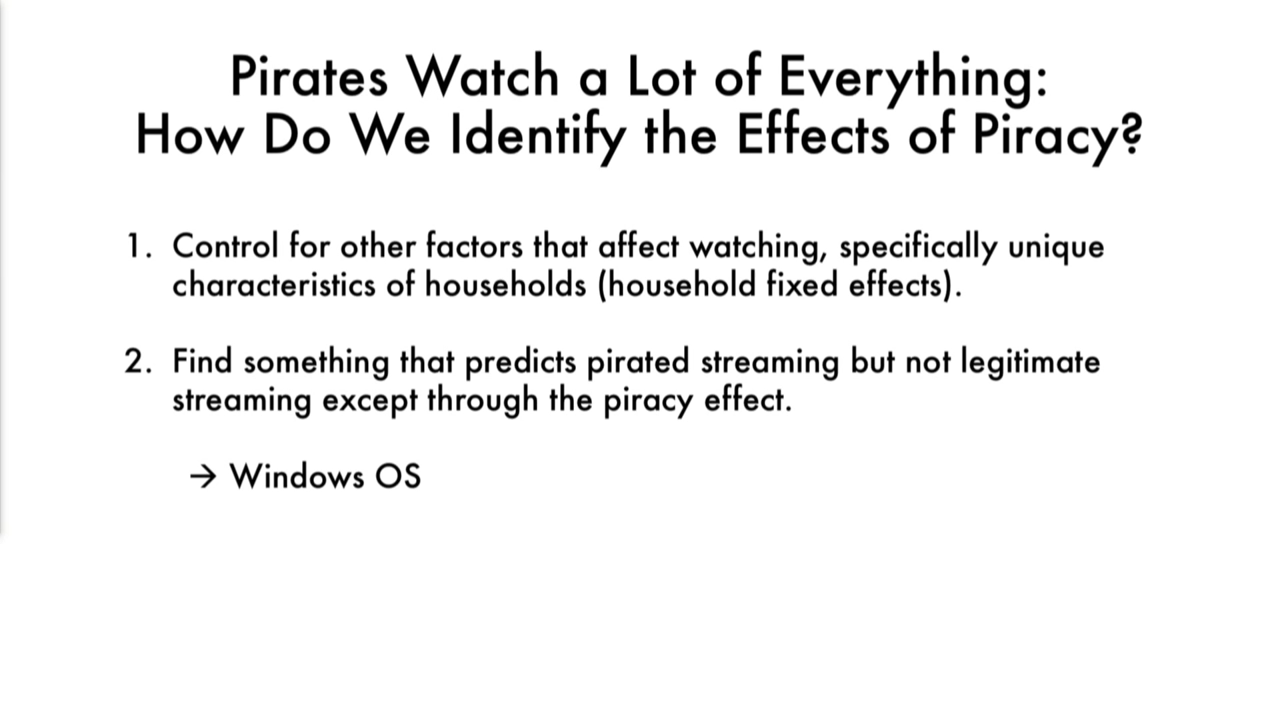 Pirates Watch a Lot of Everything:
How Do We Identify the Effects of Piracy?
1. Control for other factors that affect watching, specifically unique
characteristics of households (household fixed effects).
2. Find something that predicts pirated streaming but not legitimate
streaming except through the piracy effect.
→ Windows OS